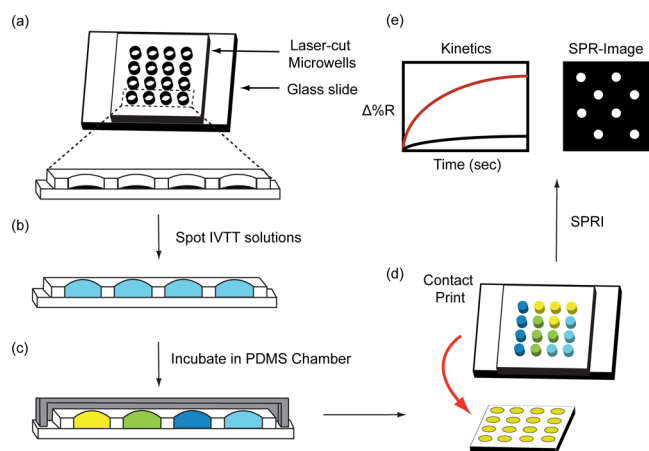 (a)
Laser-cut
Microwells
Glass slide
(b)
Spot IVTT solutions
(c)
Incubate in PDMS Chamber
(e)
Kinetics
SPR-Image
Δ%R
Time (sec)
SPRI
(d)
Contact
Print